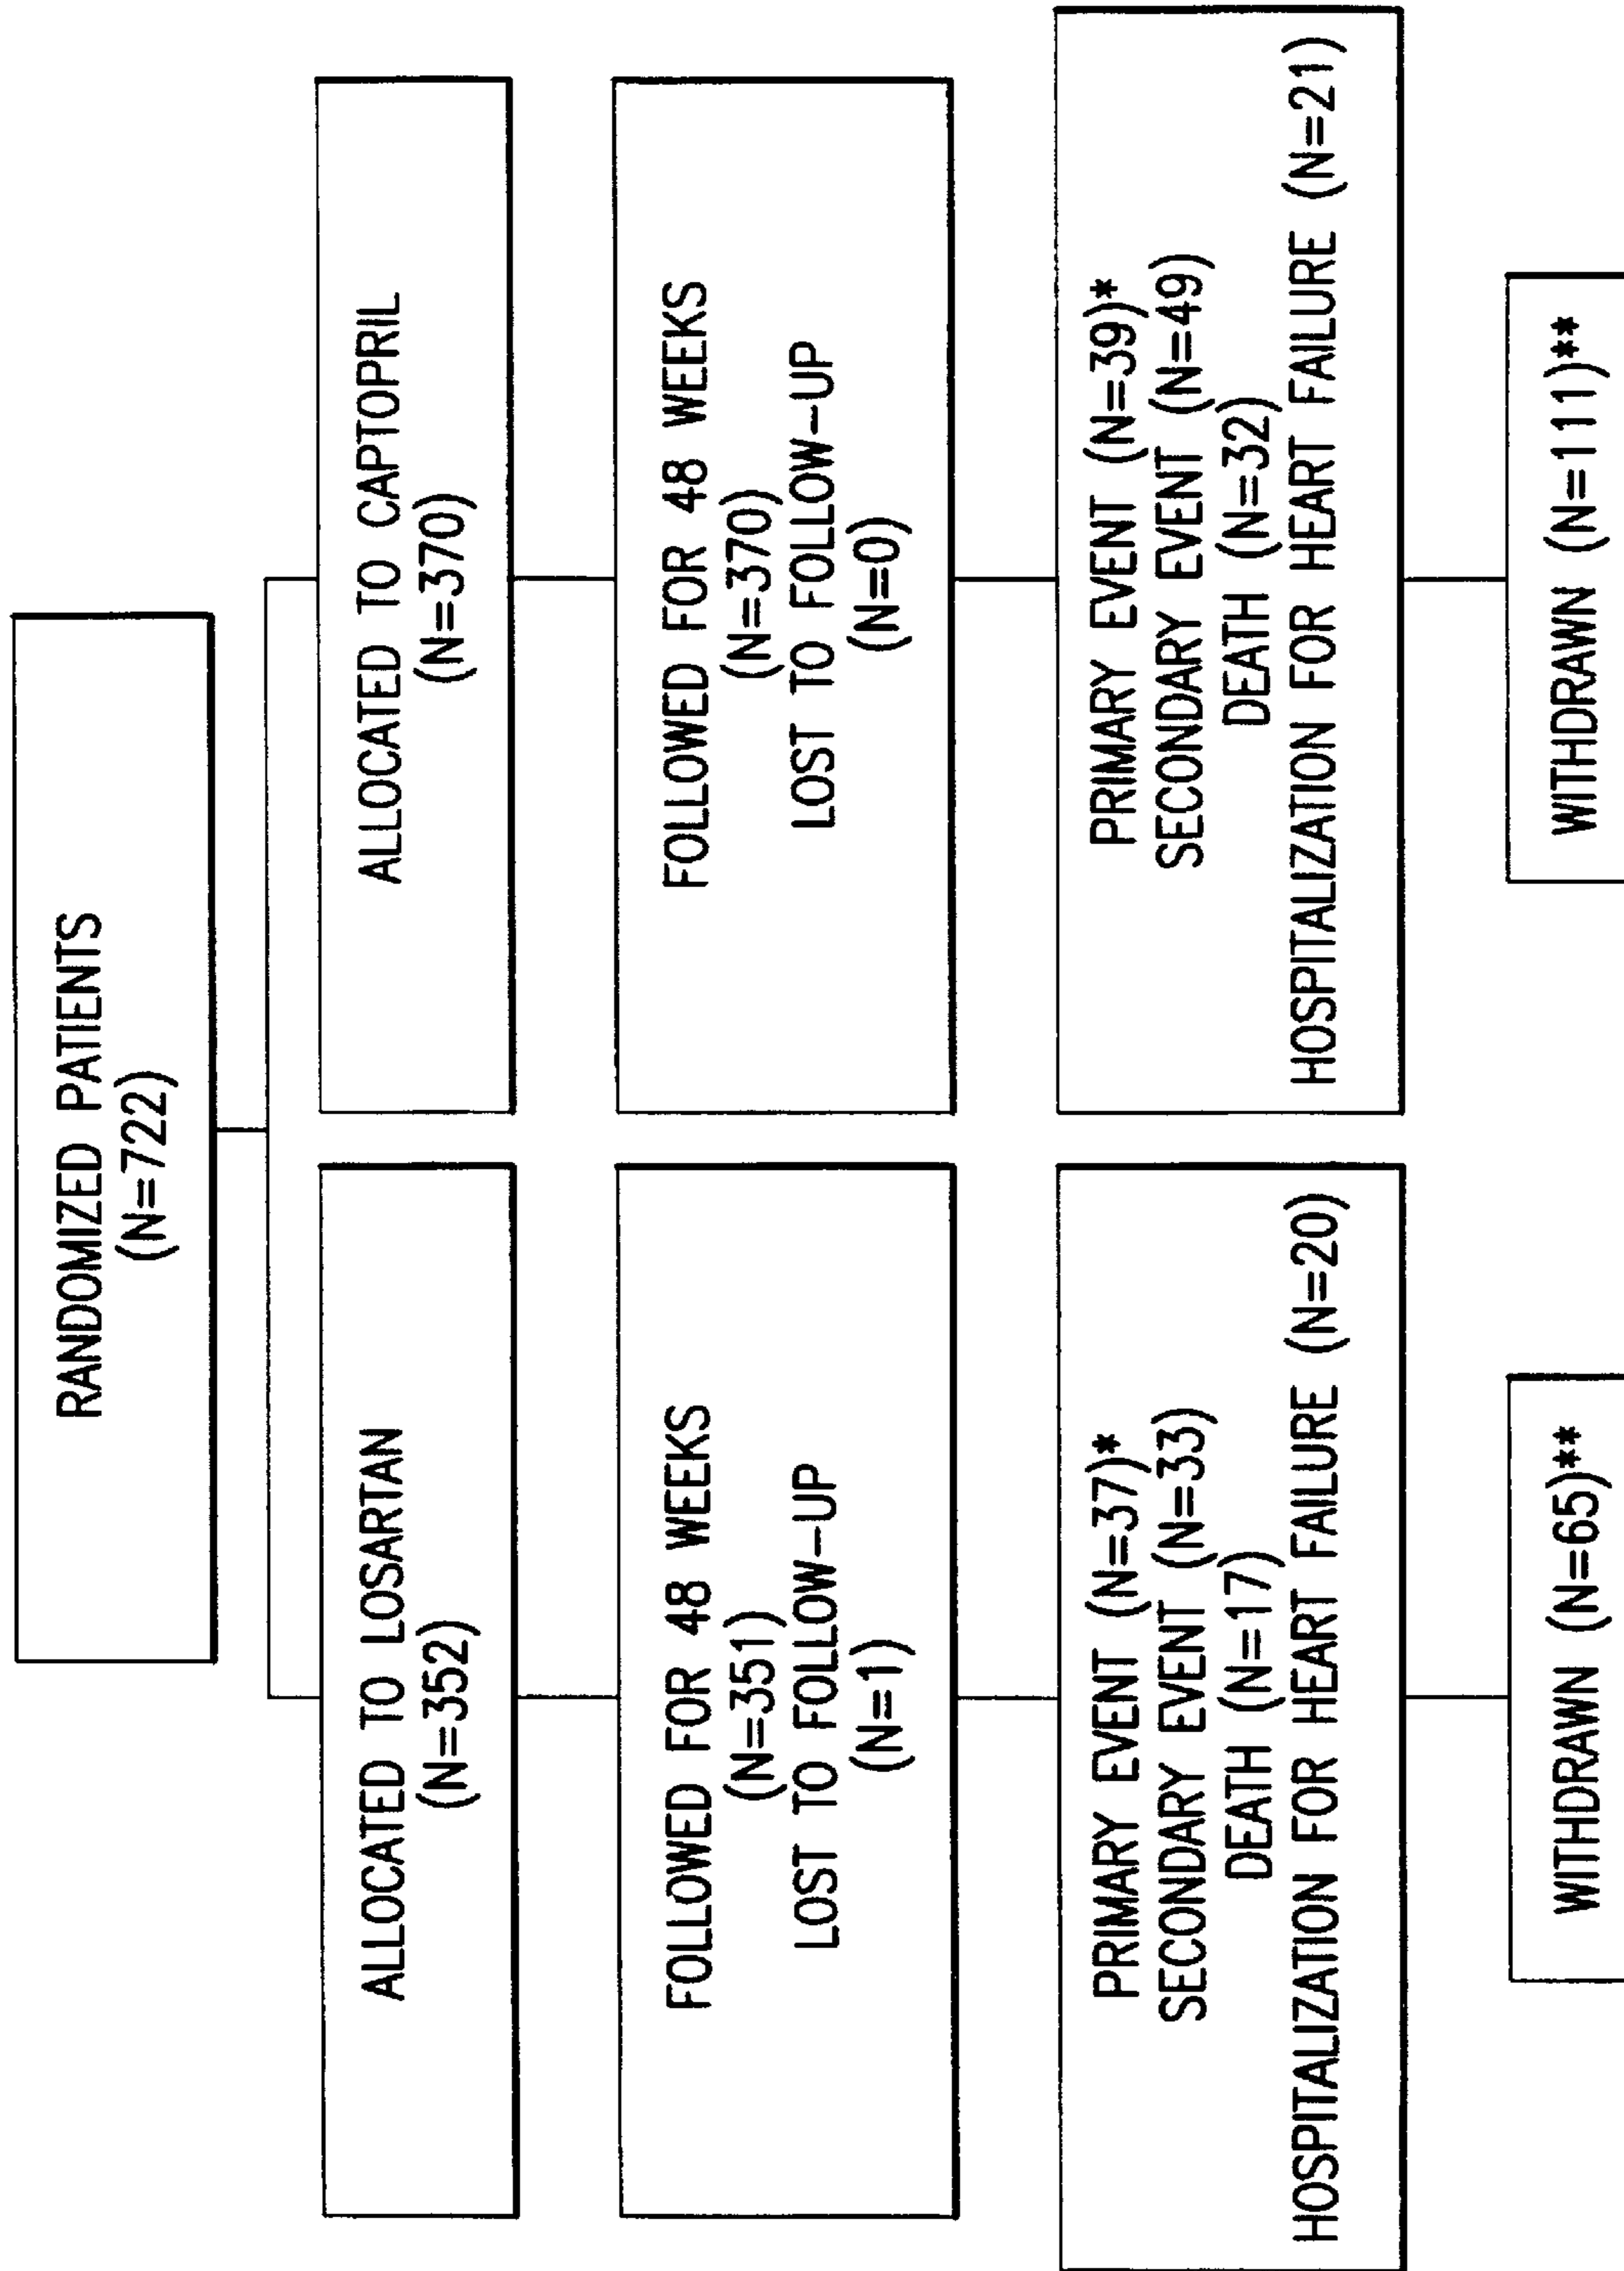 RANDOMIZED PATIENTS
(N=722)
ALLOCATED TO LOSARTAN
(N=352)
FOLLOWED FOR 48 WEEKS
(N=351)
LOST TO FOLLOW-UP
(N=1)
PRIMARY EVENT (N=37)*
SECONDARY EVENT (N=33)
DEATH (N=17)
HOSPITALIZATION FOR HEART FAILURE (N=20)
WITHDRAWN (N=65)**
ALLOCATED TO CAPTOPRIL
(N=370)
FOLLOWED FOR 48 WEEKS
(N=370)
LOST TO FOLLOW-UP
(N=0)
PRIMARY EVENT (N=39)*
SECONDARY EVENT (N=49)
DEATH (N=32)
HOSPITALIZATION FOR HEART FAILURE (N=21)
WITHDRAWN (N=111)**